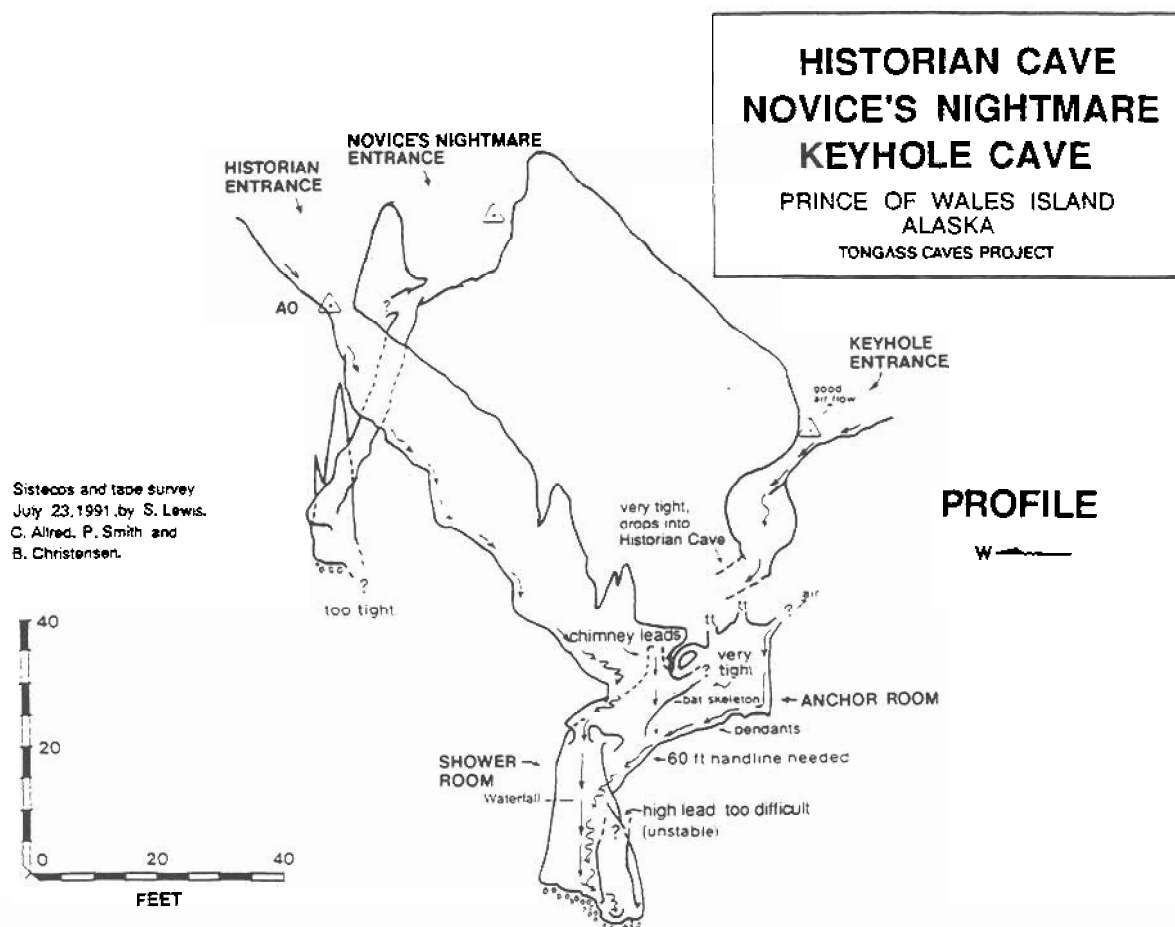 HISTORIAN CAVE
NOVICE'S NIGHTMARE
KEYHOLE CAVE
PRINCE OF WALES ISLAND
ALASKA
TONGASS CAVES PROJECT
NOVICE'S NIGHTMARE
ENTRANCE
HISTORIAN
ENTRANCE
AO
?
KEYHOLE
ENTRANCE
good
air flow
Sistecos and tape survey
July 23, 1991, by S. Lewis.
C. Allred. P. Smith and
B. Christensen.
very tight,
drops into
Historian Cave
PROFILE
W
?
too tight
tt
tt
?
air
chimney leads
very
tight
?
bat skeleton
ANCHOR ROOM
pendants
60 ft handline needed
SHOWER
ROOM
Waterfall
high lead too difficult
(unstable)
?
40
20
0
20
40
FEET